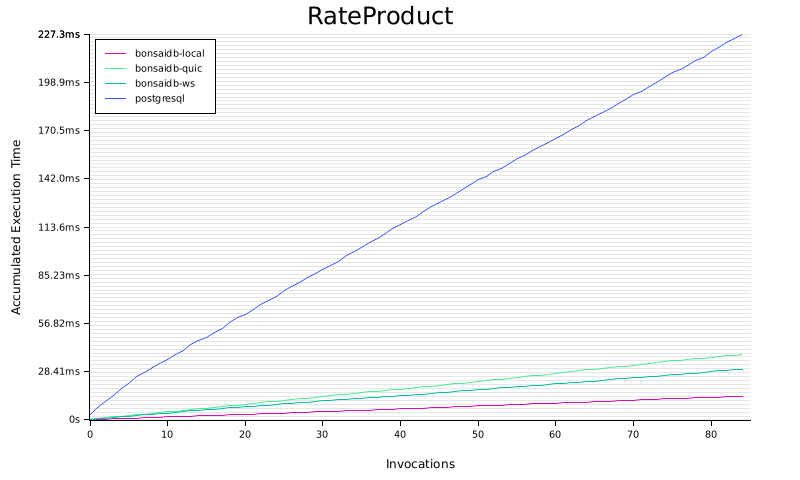 RateProduct
227.3ms
198.9ms
170.5ms
142.0ms
113.6ms
85.23ms
56.82ms
28.41ms
0s
bonsaidb-local
bonsaidb-quic
bonsaidb-ws
postgresql
Accumulated Execution Time
0 10 20 30 40 50 60 70 80
Invocations